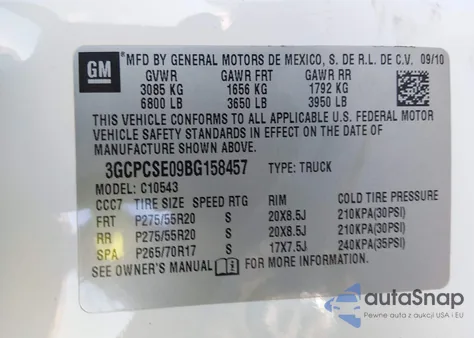 GM
MFD BY GENERAL MOTORS DE MEXICO, S. DE R.L. DE C.V. 09/10
GVWR GAWR FRT GAWR RR
3085 KG 1656 KG 1792 KG
6800 LB 3650 LB 3950 LB
THIS VEHICLE CONFORMS TO ALL APPLICABLE U.S. FEDERAL MOTOR
VEHICLE SAFETY STANDARDS IN EFFECT ON THE DATE OF
MANUFACTURE SHOWN ABOVE.
3GCPCSE09BG158457 TYPE: TRUCK
MODEL: C10543
CCC7 TIRE SIZE SPEED RTG RIM COLD TIRE PRESSURE
FRT P275/55R20 S 20X8.5J 210KPA(30PSI)
RR P275/55R20 S 20X8.5J 210KPA(30PSI)
SPA P265/70R17 S 17X7.5J 240KPA(35PSI)
SEE OWNER'S MANUAL
autoSnap
Pewne auta z aukcji USA i EU